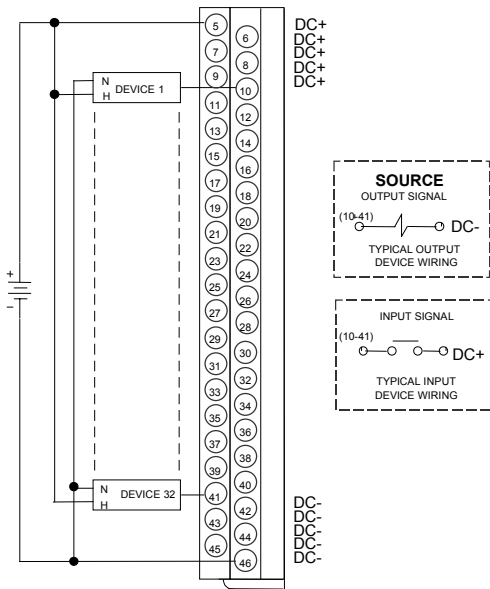 5
6
7
8
9
10
11
12
13
14
15
16
17
18
19
20
21
22
23
24
25
26
27
28
29
30
31
32
33
34
35
36
37
38
39
40
41
42
43
44
45
46
DC+
DC+
DC+
DC+
DC+
N
H
DEVICE 1
+
–
N
H
DEVICE 32
DC-
DC-
DC-
DC-
DC-
SOURCE
OUTPUT SIGNAL
(10-41)
DC-
TYPICAL OUTPUT
DEVICE WIRING
INPUT SIGNAL
(10-41)
DC+
TYPICAL INPUT
DEVICE WIRING